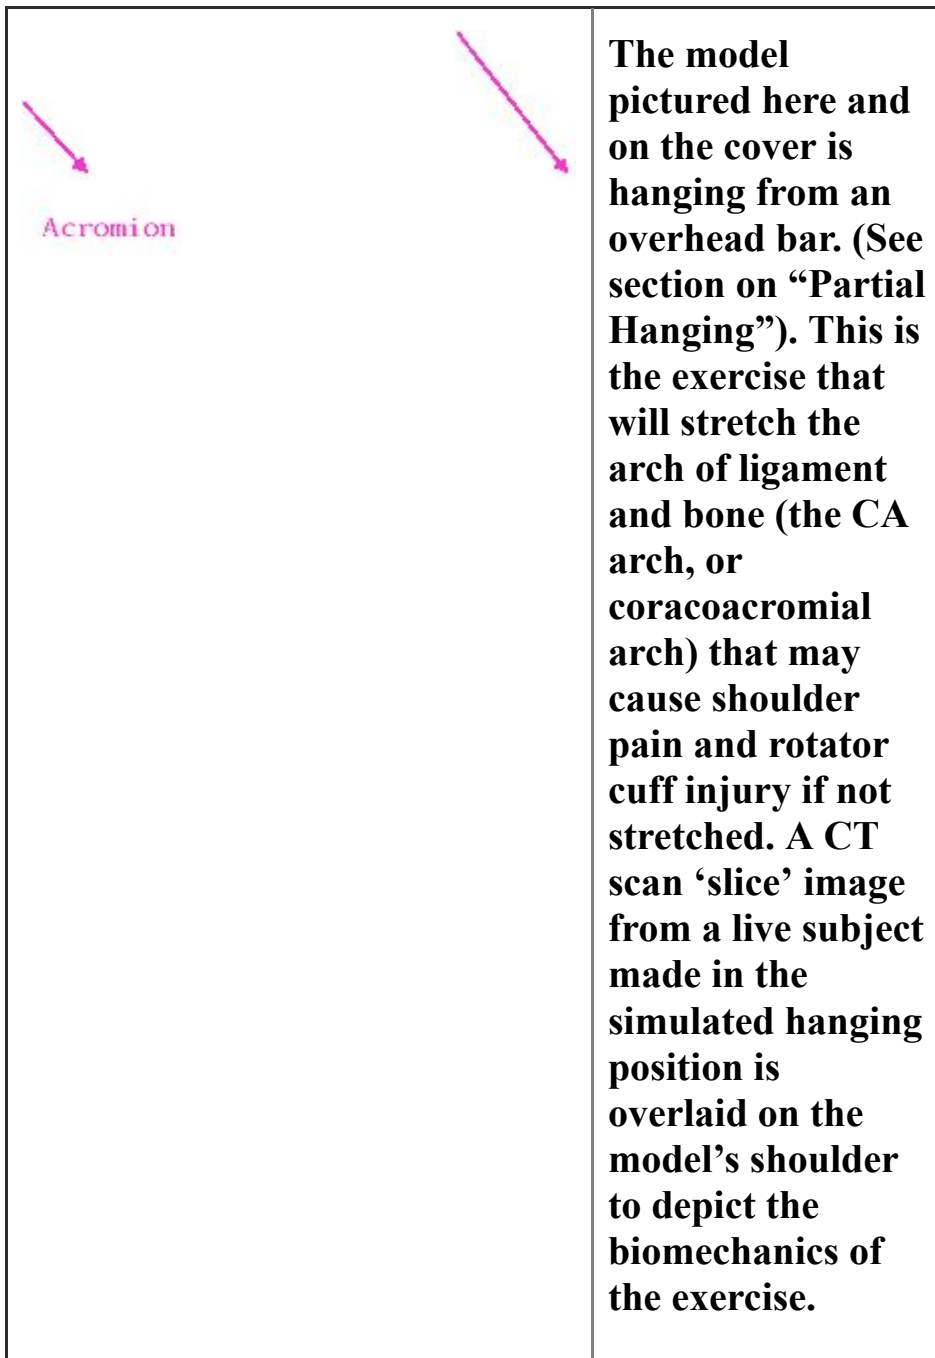 Acromion
The model
pictured here and
on the cover is
hanging from an
overhead bar. (See
section on “Partial
Hanging”). This is
the exercise that
will stretch the
arch of ligament
and bone (the CA
arch, or
coracoacromial
arch) that may
cause shoulder
pain and rotator
cuff injury if not
stretched. A CT
scan ‘slice’ image
from a live subject
made in the
simulated hanging
position is
overlaid on the
model’s shoulder
to depict the
biomechanics of
the exercise.